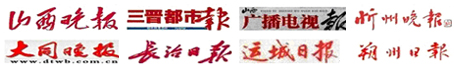 山西晚报 三晋都市报 山西广播电视报 忻州晚报
大同晚报 长治日报 运城日报 朔州日报
www.dtwb.com.cn